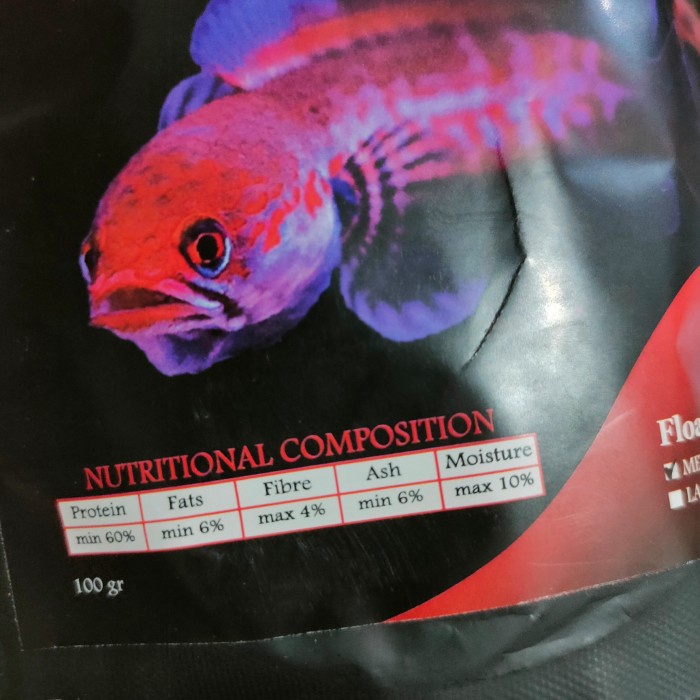 NUTRITIONAL COMPOSITION
Protein Fats Fibre Ash Moisture
min 60% min 6% max 4% min 6% max 10%
100 gr